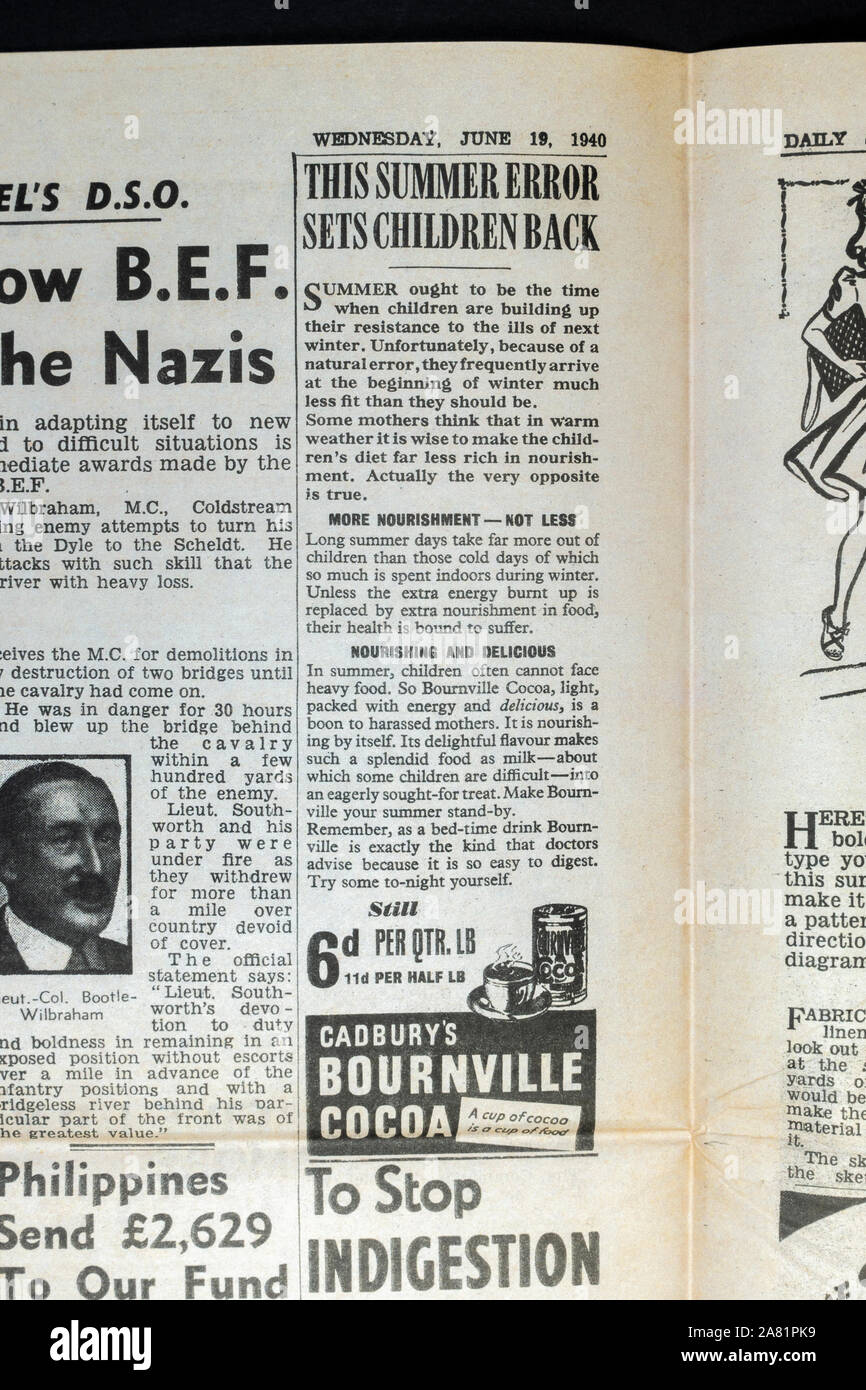 EL'S D.S.O.
ow B.E.F.
he Nazis
in adapting itself to new
d to difficult situations is
mediate awards made by the
B.E.F.
Wilbraham, M.C., Coldstream
ing enemy attempts to turn his
the Dyle to the Scheldt. He
ttacks with such skill that the
river with heavy loss.
ceives the M.C. for demolitions in
y destruction of two bridges until
he cavalry had come on.
He was in danger for 30 hours
nd blew up the bridge behind
the cavalry
within a few
hundred yards
of the enemy.
Lieut. South-
worth and his
party were
under fire as
they withdrew
for more than
a mile over
country devoid
of cover.
The official
statement says:
"Lieut. South-
worth's devo-
tion to duty
nd boldness in remaining in an
xposed position without escorts
ver a mile in advance of the
nfantry positions and with a
ridgeless river behind his par-
icular part of the front was of
he greatest value."
eut.-Col. Bootle-
Wilbraham
Philippines
Send £2,629
To Our Fund
WEDNESDAY, JUNE 19, 1940
THIS SUMMER ERROR
SETS CHILDREN BACK
SUMMER ought to be the time
when children are building up
their resistance to the ills of next
winter. Unfortunately, because of a
natural error, they frequently arrive
at the beginning of winter much
less fit than they should be.
Some mothers think that in warm
weather it is wise to make the child-
ren's diet far less rich in nourish-
ment. Actually the very opposite
is true.
MORE NOURISHMENT — NOT LESS
Long summer days take far more out of
children than those cold days of which
so much is spent indoors during winter.
Unless the extra energy burnt up is
replaced by extra nourishment in food,
their health is bound to suffer.
NOURISHING AND DELICIOUS
In summer, children often cannot face
heavy food. So Bournville Cocoa, light,
packed with energy and delicious, is a
boon to harassed mothers. It is nourish-
ing by itself. Its delightful flavour makes
such a splendid food as milk—about
which some children are difficult—into
an eagerly sought-for treat. Make Bourn-
ville your summer stand-by.
Remember, as a bed-time drink Bourn-
ville is exactly the kind that doctors
advise because it is so easy to digest.
Try some to-night yourself.
Still
6d PER QTR. LB
11d PER HALF LB
CADBURY'S
BOURNVILLE
COCOA
A cup of cocoa
is a cup of food
To Stop
INDIGESTION
DAILY
HERE
bol
type yo
this su
make it
a patter
directio
diagram
FABRIC
linen
look out
at the
yards o
would be
make the
material
it.
The sk
the ske
alamy
Image ID: 2A81PK9
www.alamy.com